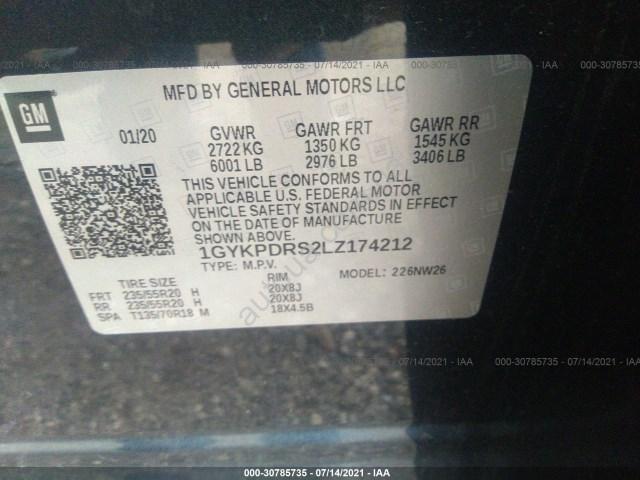 000-30785735 - 07/14/2021 - IAA
MFD BY GENERAL MOTORS LLC
GM
01/20 GVWR GAWR FRT GAWR RR
2722 KG 1350 KG 1545 KG
6001 LB 2976 LB 3406 LB
THIS VEHICLE CONFORMS TO ALL
APPLICABLE U.S. FEDERAL MOTOR
VEHICLE SAFETY STANDARDS IN EFFECT
ON THE DATE OF MANUFACTURE
SHOWN ABOVE.
1GYKPDRS2LZ174212
TYPE: M.P.V. MODEL: 226NW26
TIRE SIZE RIM
FRT 235/55R20 H 20X8J
RR 235/55R20 H 20X8J
SPA T135/70R18 M 18X4.5B
000-30785735 - 07/14/2021 - IAA
000-30785735 - 07/14/2021 - IAA